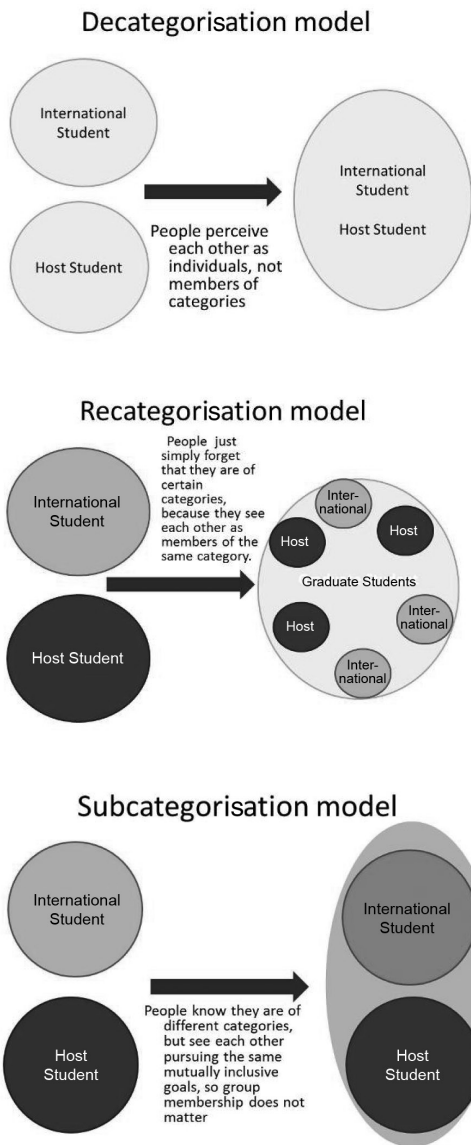 Decategorisation model
International
Student
Host Student
People perceive
each other as
individuals, not
members of
categories
International
Student
Host Student
Recategorisation model
International
Student
Host Student
People just
simply forget
that they are of
certain
categories,
because they see
each other as
members of the
same category.
Inter-
national
Host
Host
Graduate Students
Host
Inter-
national
Inter-
national
Subcategorisation model
International
Student
Host
Student
People know they are of
different categories,
but see each other
pursuing the same
mutually inclusive
goals, so group
membership does not
matter
International
Student
Host
Student